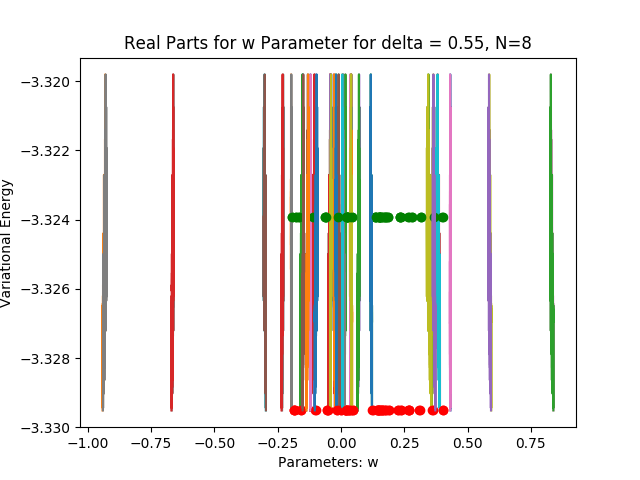 Real Parts for w Parameter for delta = 0.55, N=8
Variational Energy
−3.320
−3.322
−3.324
−3.326
−3.328
−3.330
−1.00 −0.75 −0.50 −0.25 0.00 0.25 0.50 0.75
Parameters: w